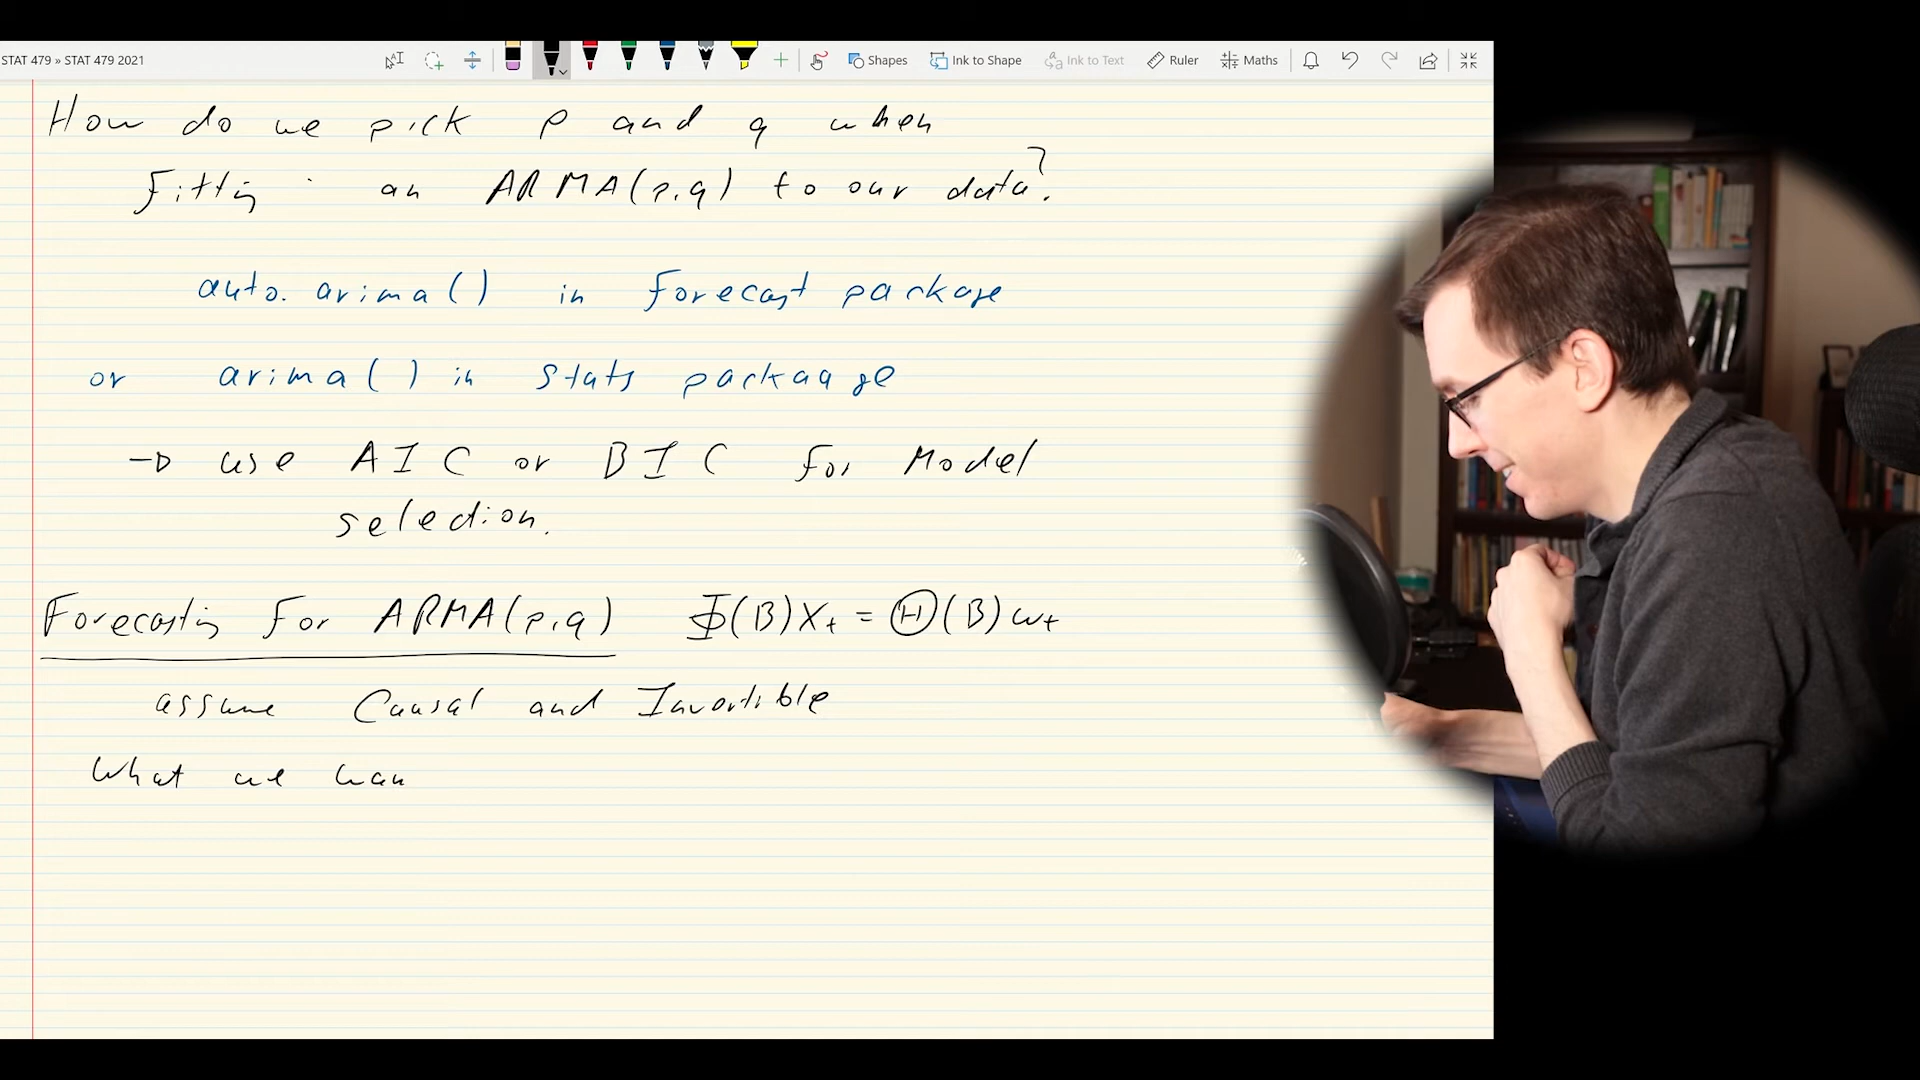 STAT 479 » STAT 479 2021
Shapes
Ink to Shape
Ink to Text
Ruler
Maths
How do we pick p and q when
fitting an ARMA(p,q) to our data?
auto.arima() in forecast package
or arima() in stats packaage
→ use AIC or BIC for Model
selection.
Forecasting for ARMA(p,q) Φ(B)Xt = Θ(B)wt
assume Causal and Invertible
What we wan